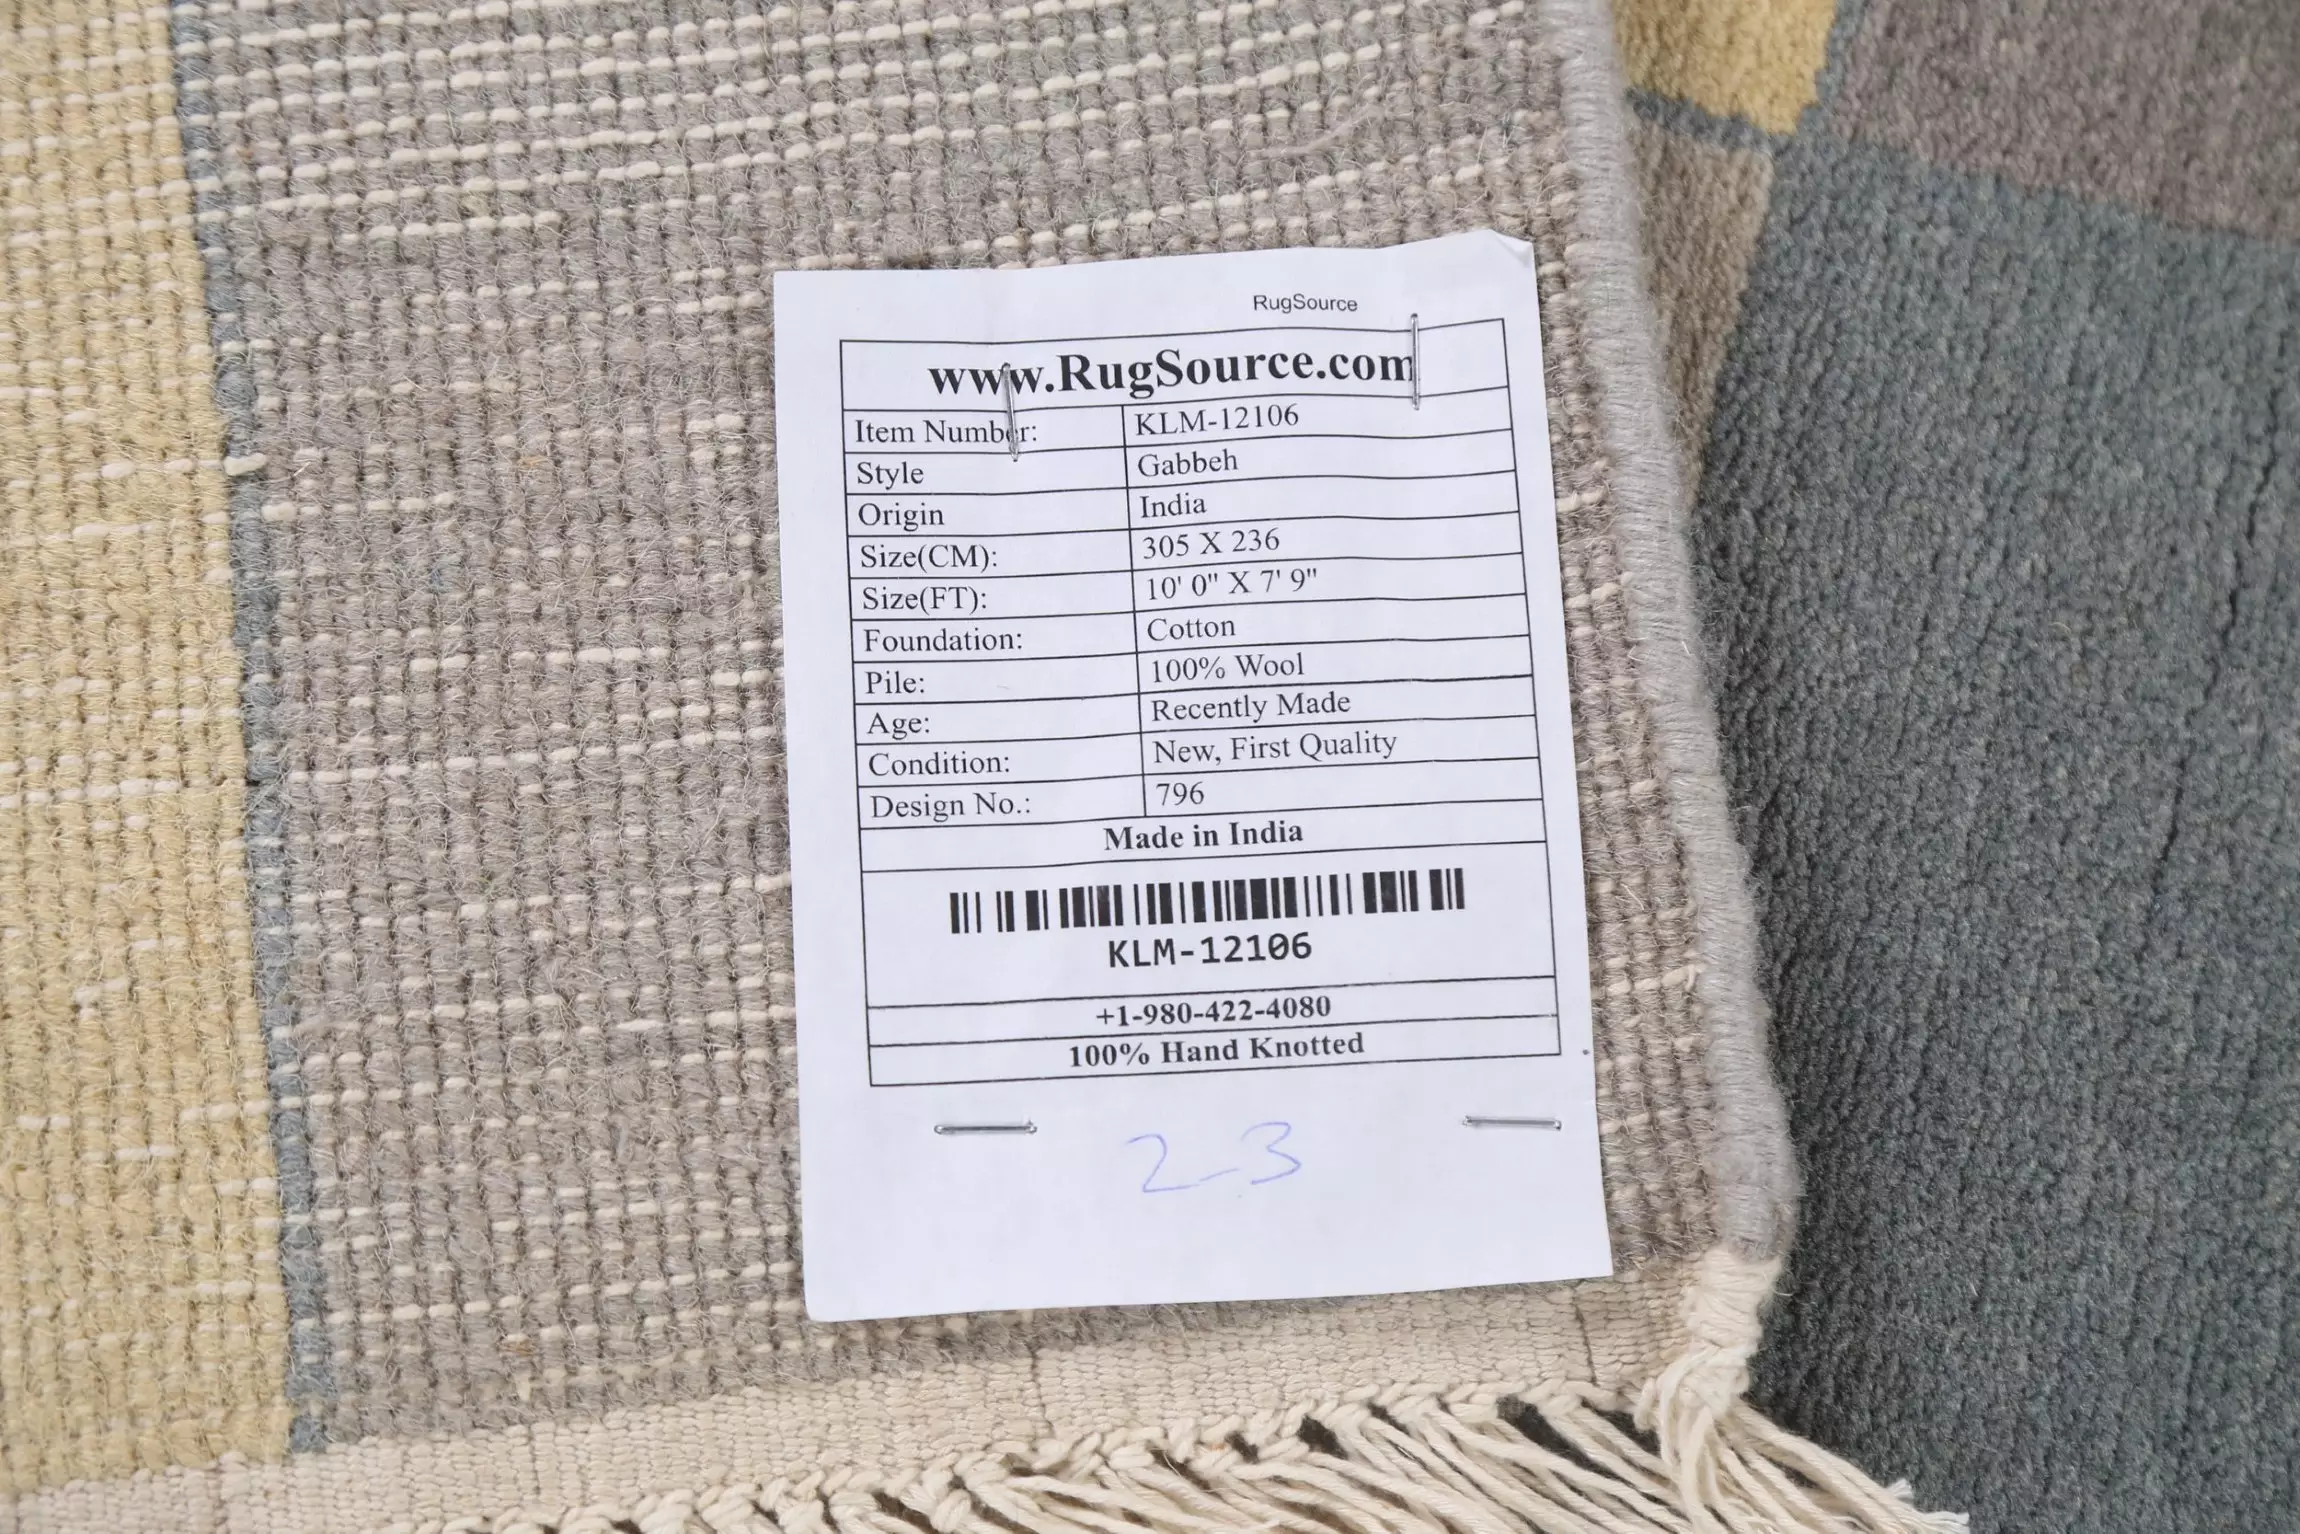 RugSource
www.RugSource.com
Item Number: KLM-12106
Style Gabbeh
Origin India
Size(CM): 305 X 236
Size(FT): 10' 0" X 7' 9"
Foundation: Cotton
Pile: 100% Wool
Age: Recently Made
Condition: New, First Quality
Design No.: 796
Made in India
KLM-12106
+1-980-422-4080
100% Hand Knotted
2-3